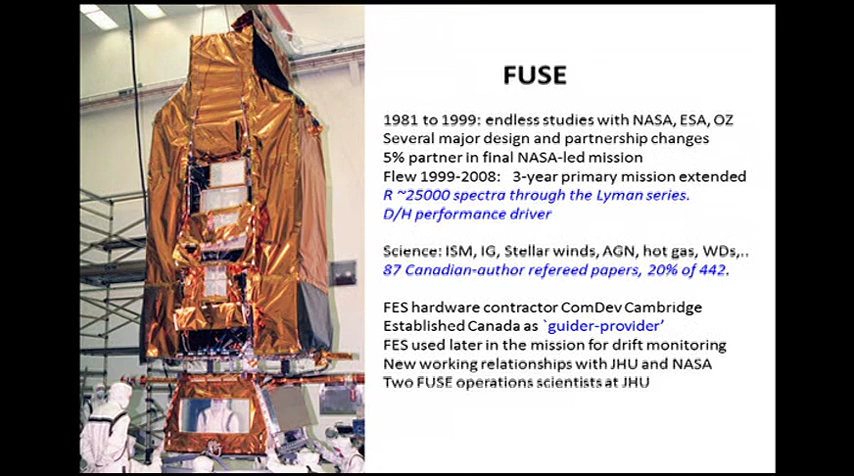 FUSE
1981 to 1999: endless studies with NASA, ESA, OZ
Several major design and partnership changes
5% partner in final NASA-led mission
Flew 1999-2008: 3-year primary mission extended
R ~25000 spectra through the Lyman series.
D/H performance driver
Science: ISM, IG, Stellar winds, AGN, hot gas, WDs,..
87 Canadian-author refereed papers, 20% of 442.
FES hardware contractor ComDev Cambridge
Established Canada as `guider-provider'
FES used later in the mission for drift monitoring
New working relationships with JHU and NASA
Two FUSE operations scientists at JHU